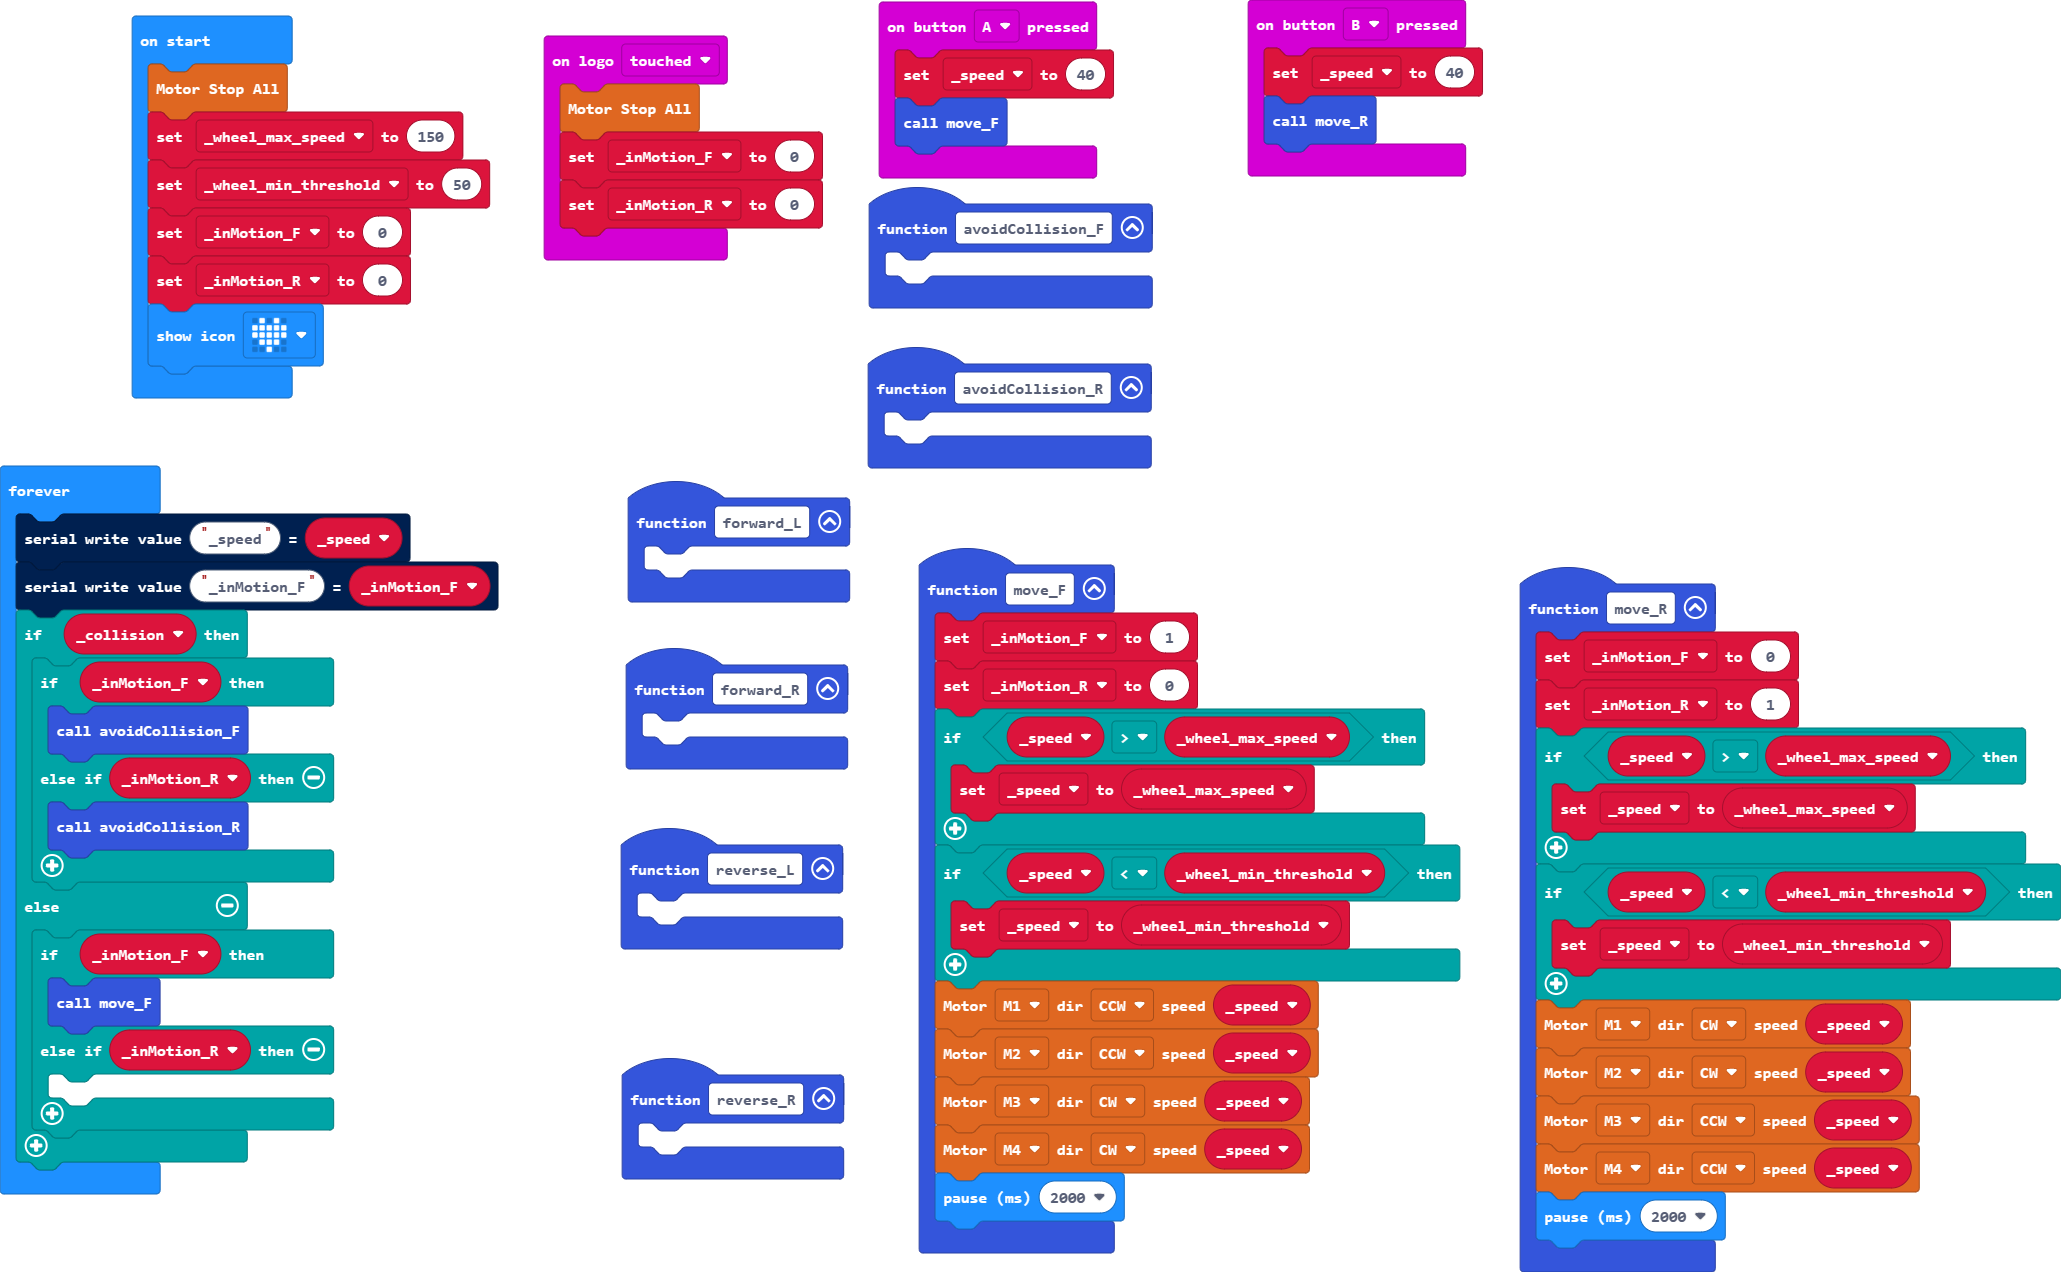 on start
Motor Stop All
set _wheel_max_speed to 150
set _wheel_min_threshold to 50
set _inMotion_F to 0
set _inMotion_R to 0
show icon
on logo touched
Motor Stop All
set _inMotion_F to 0
set _inMotion_R to 0
on button A pressed
set _speed to 40
call move_F
on button B pressed
set _speed to 40
call move_R
function avoidCollision_F
function avoidCollision_R
forever
serial write value "_speed" = _speed
serial write value "_inMotion_F" = _inMotion_F
if _collision then
if _inMotion_F then
call avoidCollision_F
else if _inMotion_R then
call avoidCollision_R
else
if _inMotion_F then
call move_F
else if _inMotion_R then
function forward_L
function forward_R
function reverse_L
function reverse_R
function move_F
set _inMotion_F to 1
set _inMotion_R to 0
if _speed > _wheel_max_speed then
set _speed to _wheel_max_speed
if _speed < _wheel_min_threshold then
set _speed to _wheel_min_threshold
Motor M1 dir CCW speed _speed
Motor M2 dir CCW speed _speed
Motor M3 dir CW speed _speed
Motor M4 dir CW speed _speed
pause (ms) 2000
function move_R
set _inMotion_F to 0
set _inMotion_R to 1
if _speed > _wheel_max_speed then
set _speed to _wheel_max_speed
if _speed < _wheel_min_threshold then
set _speed to _wheel_min_threshold
Motor M1 dir CW speed _speed
Motor M2 dir CW speed _speed
Motor M3 dir CCW speed _speed
Motor M4 dir CCW speed _speed
pause (ms) 2000